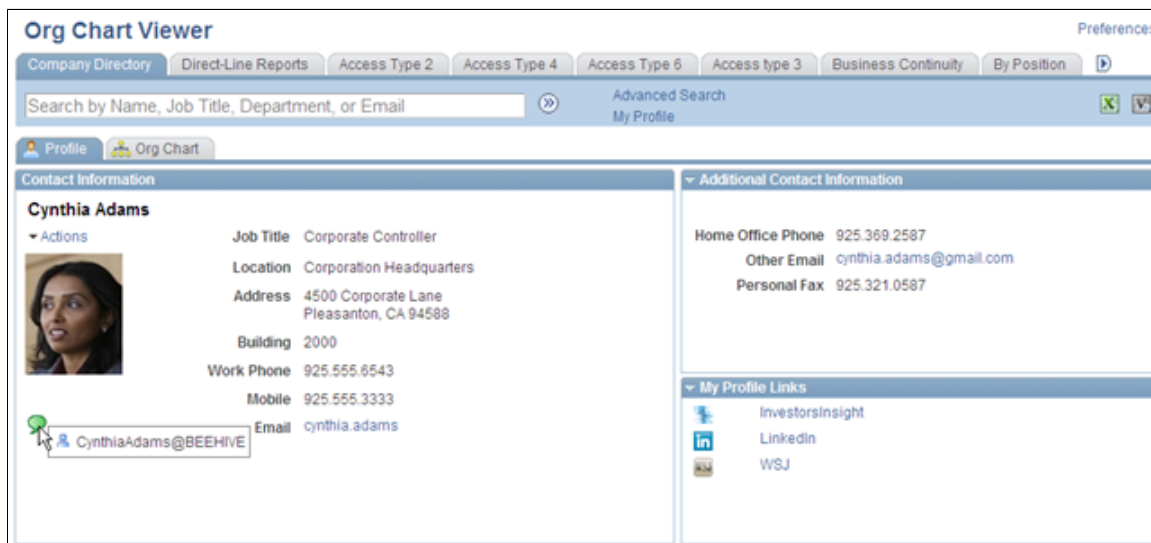 Org Chart Viewer
Preferences
Company Directory
Direct-Line Reports
Access Type 2
Access Type 4
Access Type 6
Access type 3
Business Continuity
By Position
Search by Name, Job Title, Department, or Email
Advanced Search
My Profile
Profile
Org Chart
Contact Information
Cynthia Adams
Actions
Job Title Corporate Controller
Location Corporation Headquarters
Address 4500 Corporate Lane
Pleasanton, CA 94588
Building 2000
Work Phone 925.555.6543
Mobile 925.555.3333
Email cynthia.adams
CynthiaAdams@BEEHIVE
Additional Contact Information
Home Office Phone 925.369.2587
Other Email cynthia.adams@gmail.com
Personal Fax 925.321.0587
My Profile Links
InvestorsInsight
in LinkedIn
WSJ